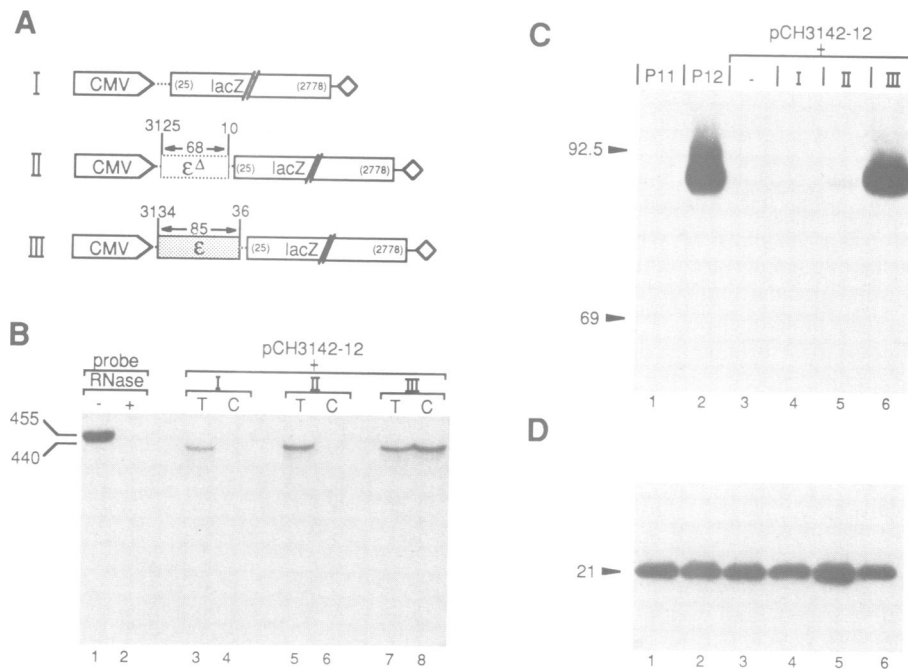 A
I
CMV
(25)
lacZ
(2778)
II
3125
10
68
CMV
εΔ
(25)
lacZ
(2778)
III
3134
36
85
CMV
ε
(25)
lacZ
(2778)
B
probe
RNase
- +
pCH3142-12
+
I II III
T C T C T C
455
440
1 2 3 4 5 6 7 8
C
pCH3142-12
+
P11 P12 - I II III
92.5
69
1 2 3 4 5 6
D
21
1 2 3 4 5 6